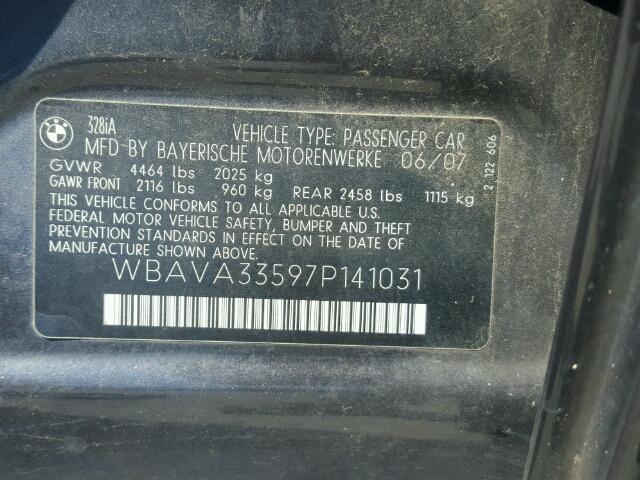 328iA
VEHICLE TYPE: PASSENGER CAR
MFD BY BAYERISCHE MOTORENWERKE 06/07
GVWR 4464 lbs 2025 kg
GAWR FRONT 2116 lbs 960 kg REAR 2458 lbs 1115 kg
THIS VEHICLE CONFORMS TO ALL APPLICABLE U.S.
FEDERAL MOTOR VEHICLE SAFETY, BUMPER AND THEFT
PREVENTION STANDARDS IN EFFECT ON THE DATE OF
MANUFACTURE SHOWN ABOVE.
WBAVA33597P141031
2 122 606